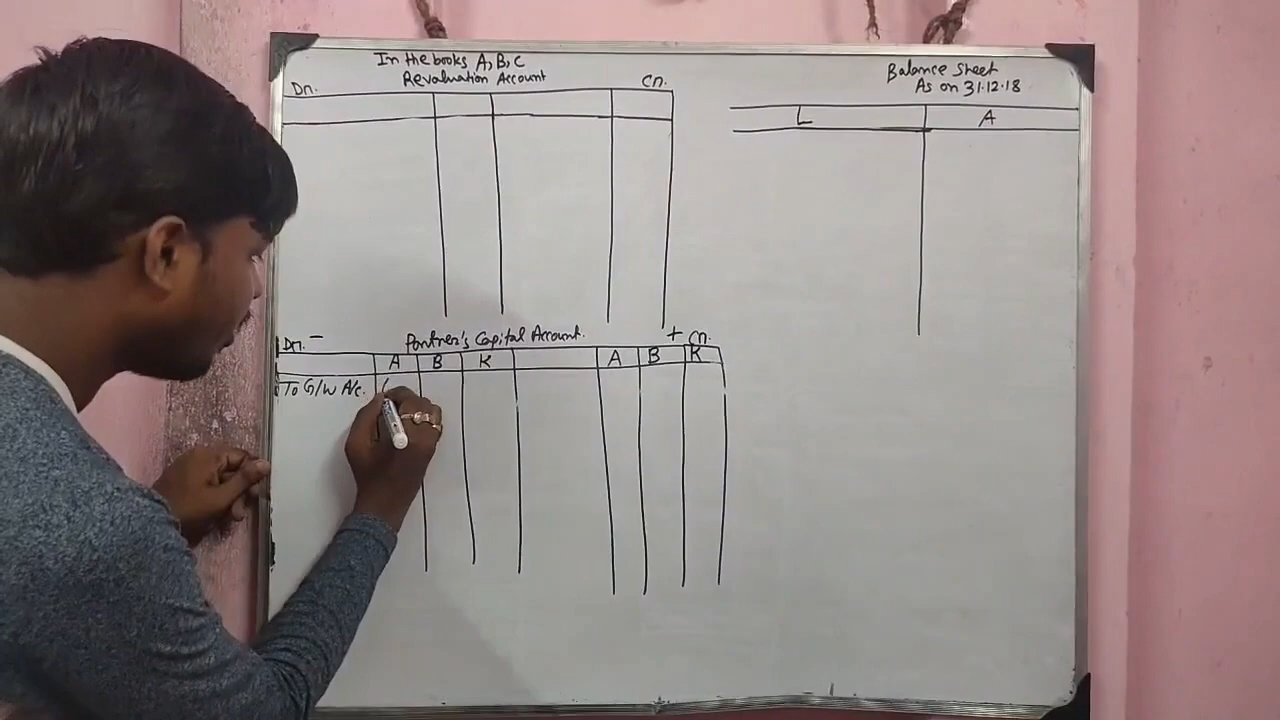 In the books A, B, C
Revaluation Account
Dr. Cr.
Balance Sheet
As on 31.12.18
L A
Dr. - Partner's Capital Account. + Cr.
A B K A B K
To G/W A/c.